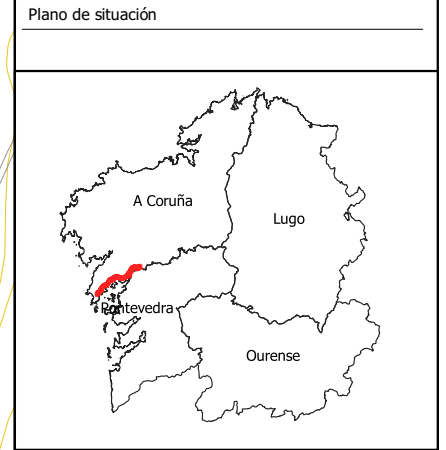 Plano de situación
A Coruña
Lugo
Pontevedra
Ourense